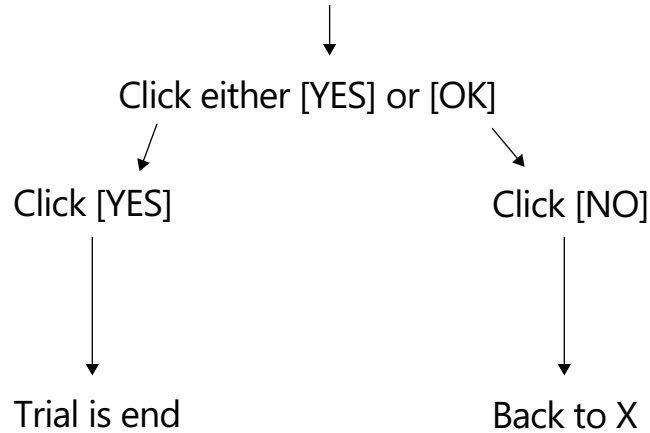 Click either [YES] or [OK]
Click [YES]
Click [NO]
Trial is end
Back to X